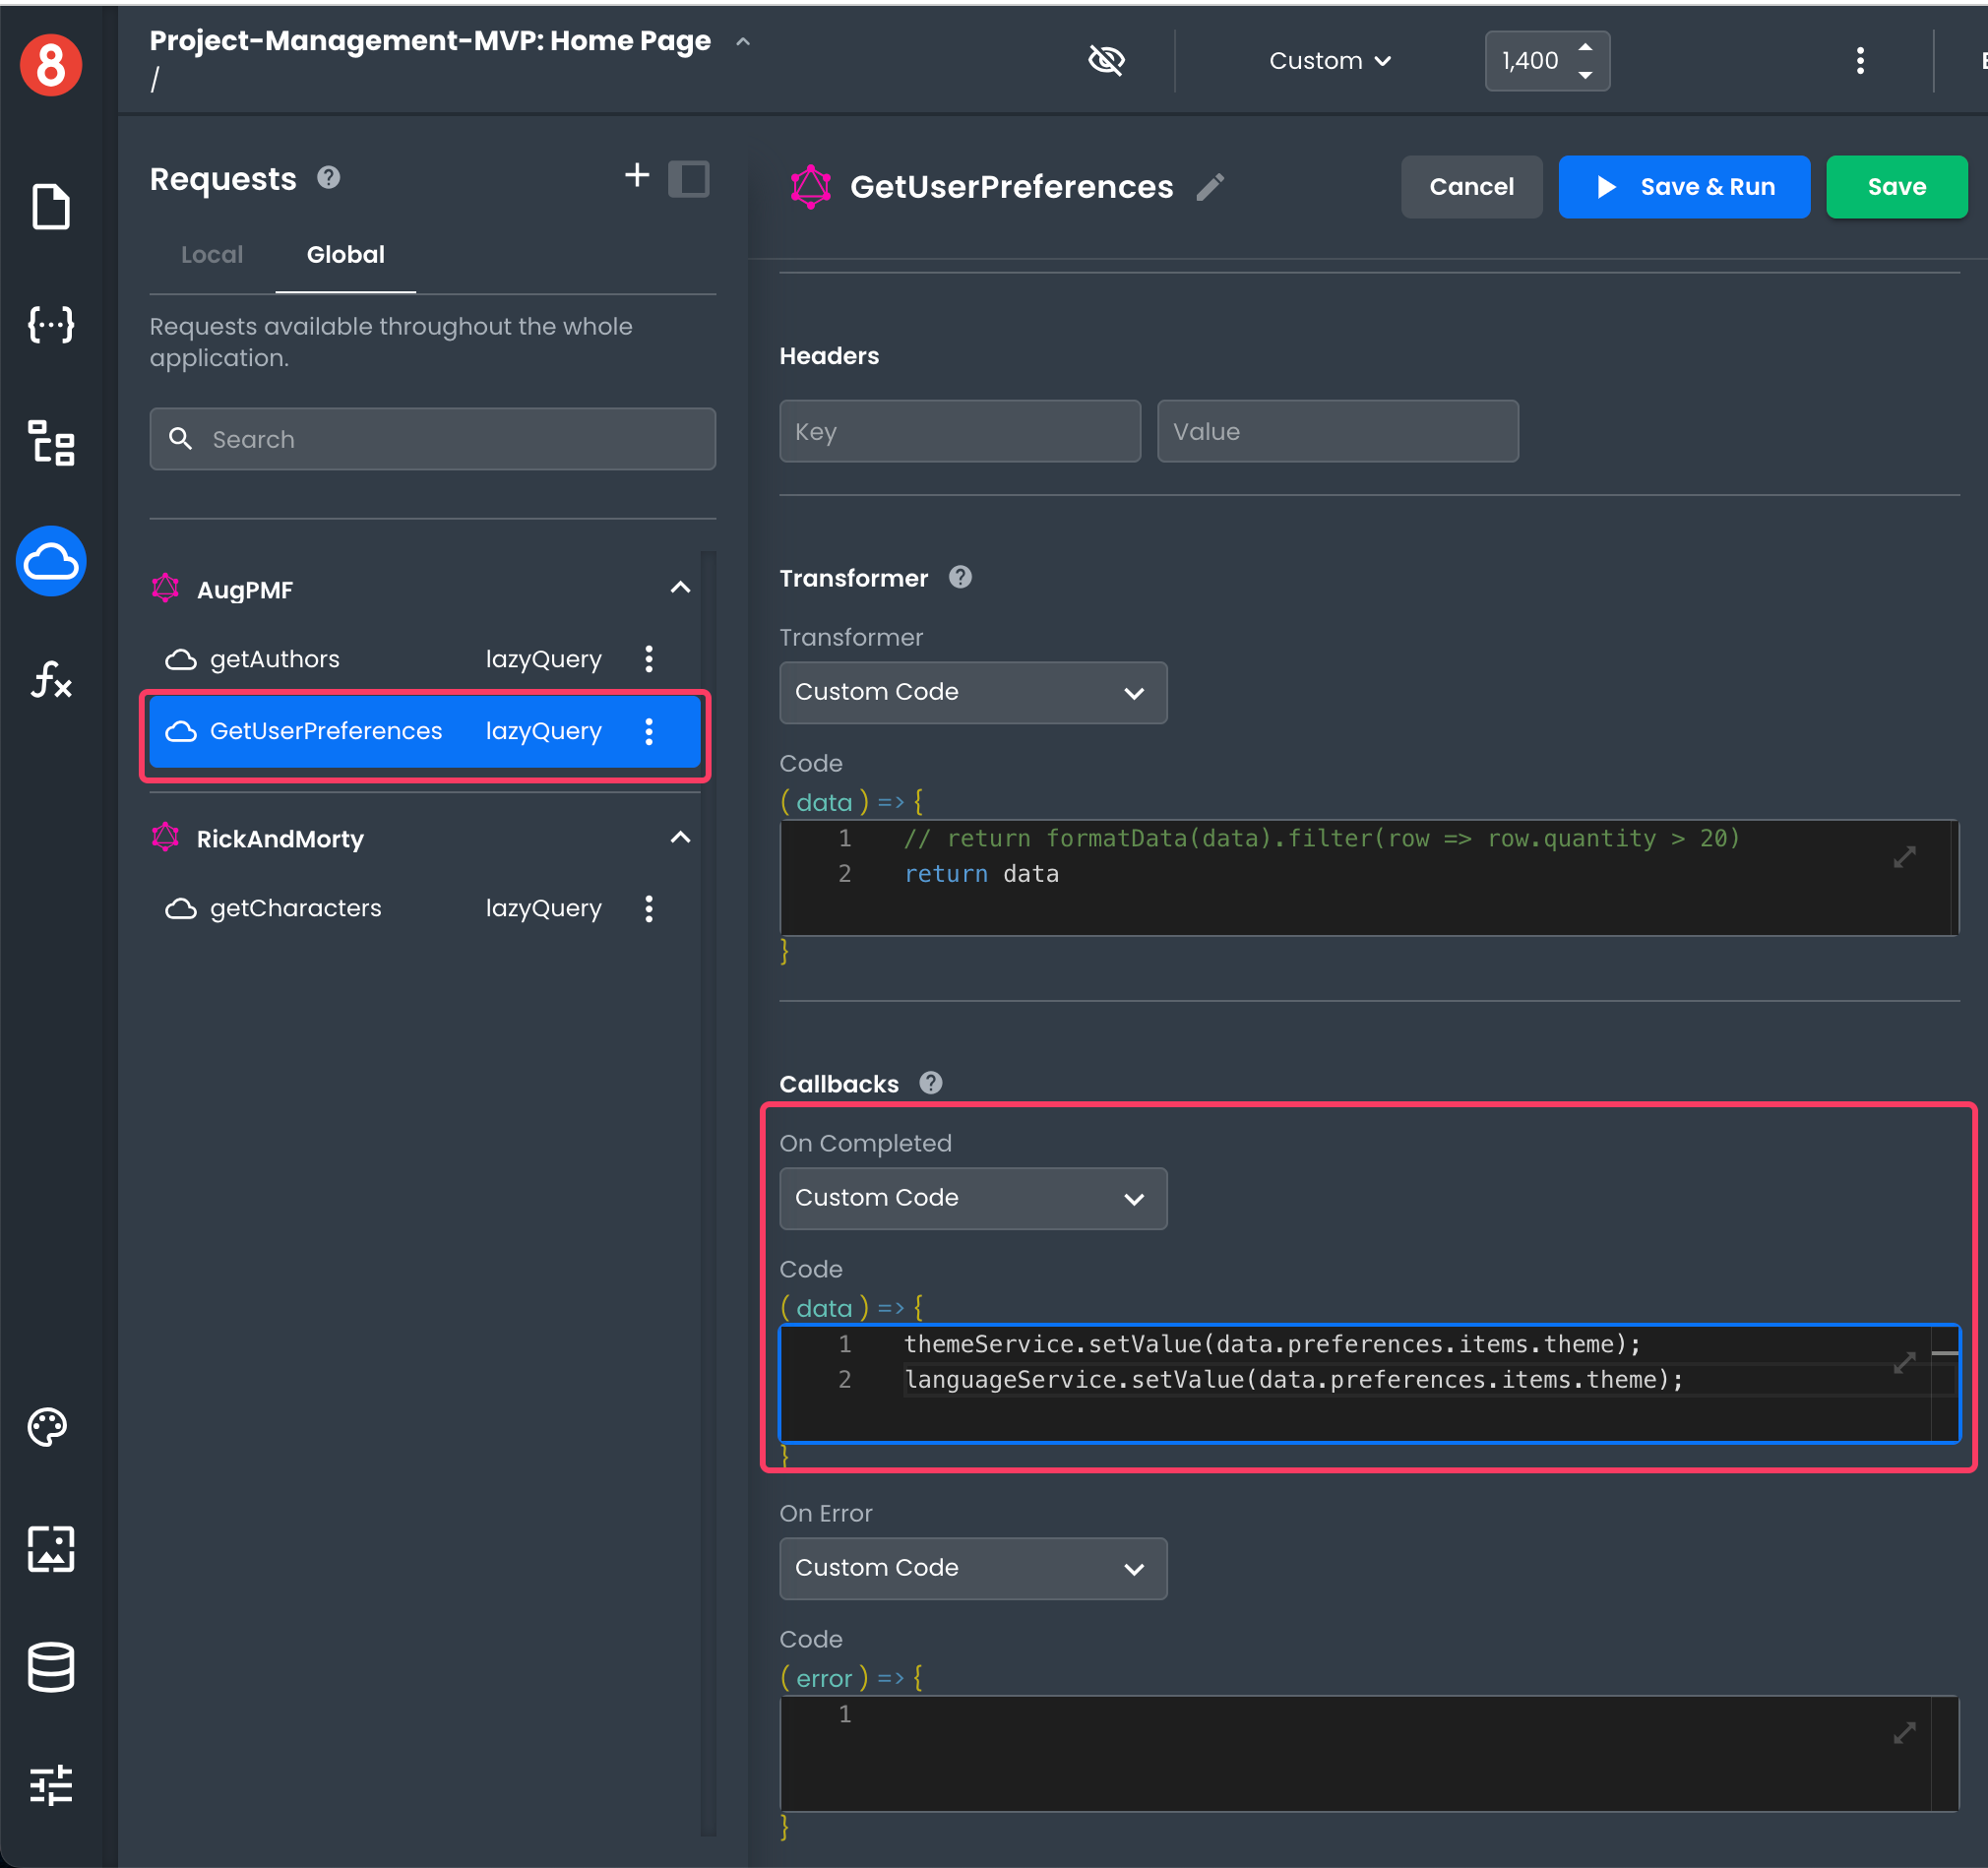 8
Project-Management-MVP: Home Page
/
Custom
1,400
Requests
Local
Global
Requests available throughout the whole
application.
Search
AugPMF
getAuthors lazyQuery
GetUserPreferences lazyQuery
RickAndMorty
getCharacters lazyQuery
GetUserPreferences
Cancel
Save & Run
Save
Headers
Key
Value
Transformer
Transformer
Custom Code
Code
( data ) => {
1 // return formatData(data).filter(row => row.quantity > 20)
2 return data
}
Callbacks
On Completed
Custom Code
Code
( data ) => {
1 themeService.setValue(data.preferences.items.theme);
2 languageService.setValue(data.preferences.items.theme);
}
On Error
Custom Code
Code
( error ) => {
1
}